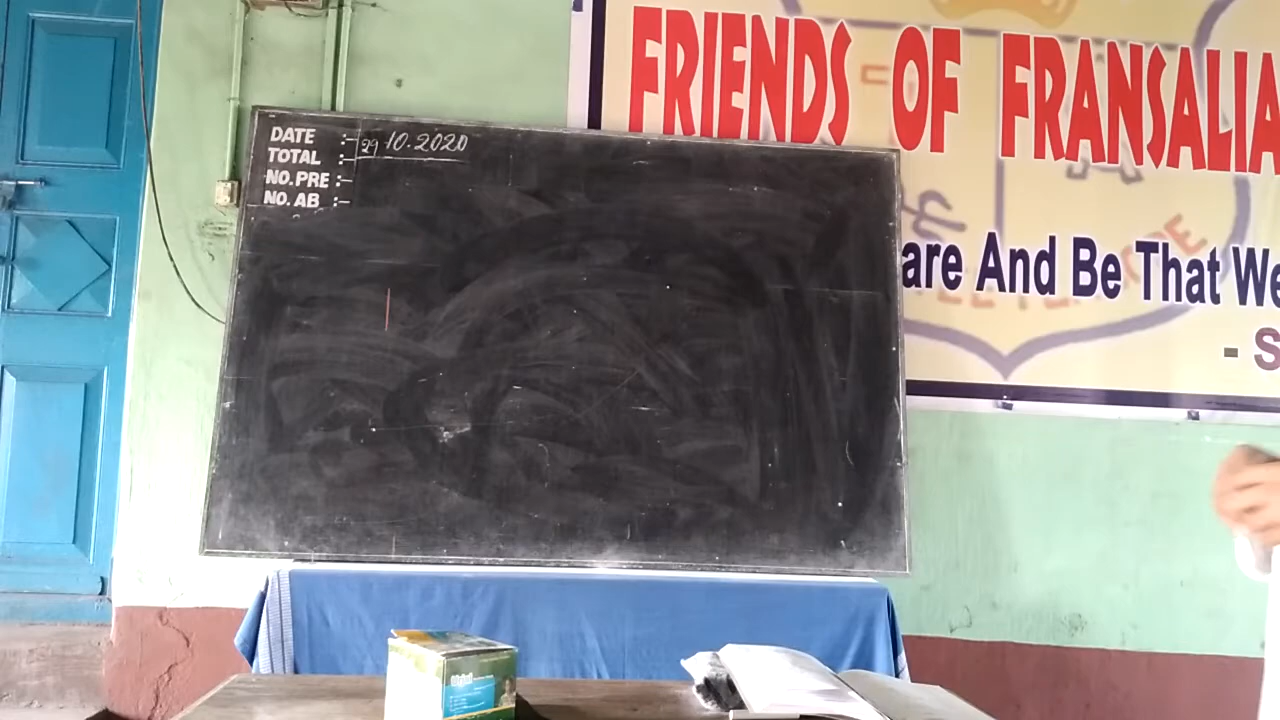 DATE :- 29 10.2020
TOTAL :-
NO.PRE :-
NO.AB :-
FRIENDS OF FRANSALIA
are And Be That We
- S